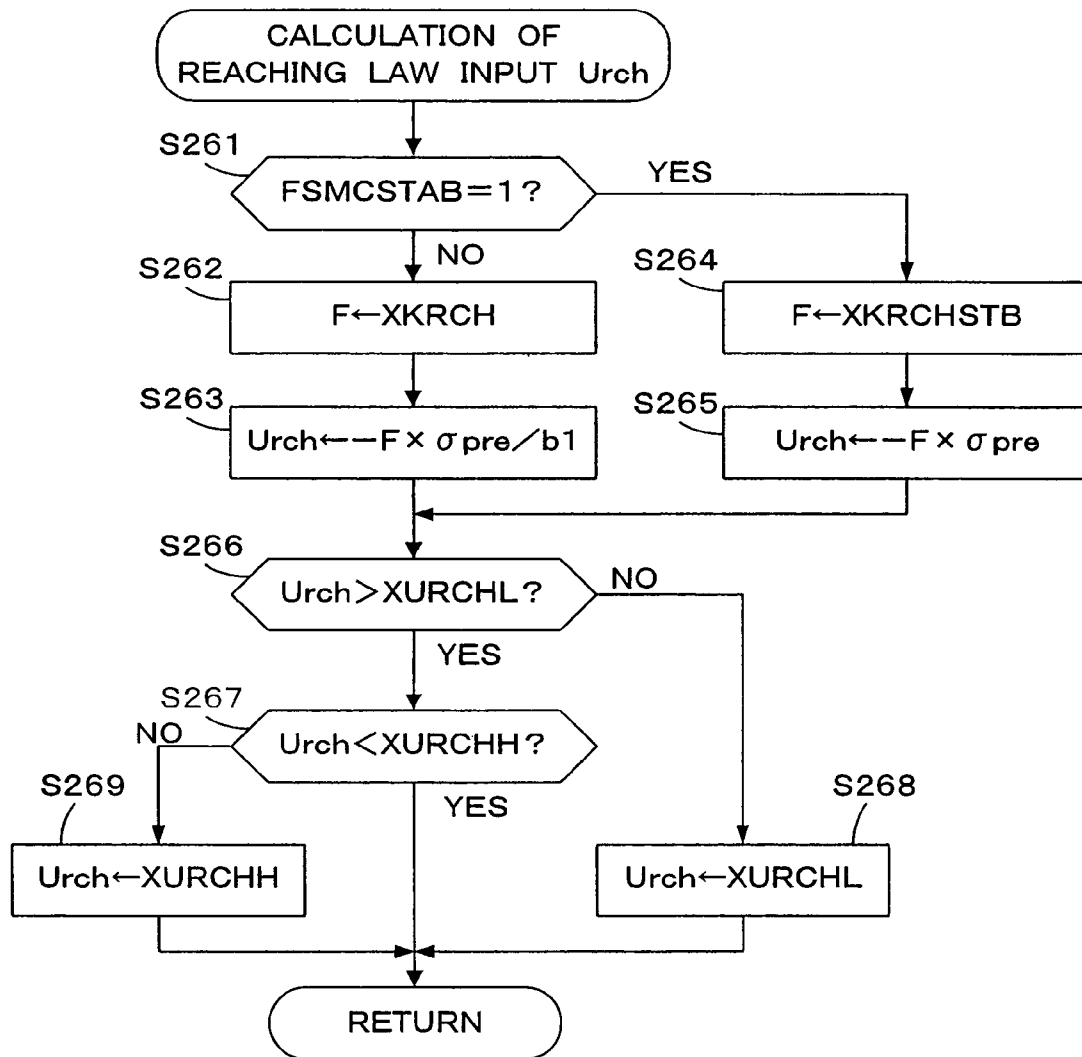 CALCULATION OF
REACHING LAW INPUT Urch
S261
FSMCSTAB=1?
YES
NO
S262
F←XKRCH
S264
F←XKRCHSTB
S263
Urch←−F×σpre/b1
S265
Urch←−F×σpre
S266
Urch>XURCHL?
NO
YES
S267
Urch<XURCHH?
NO
YES
S269
Urch←XURCHH
S268
Urch←XURCHL
RETURN